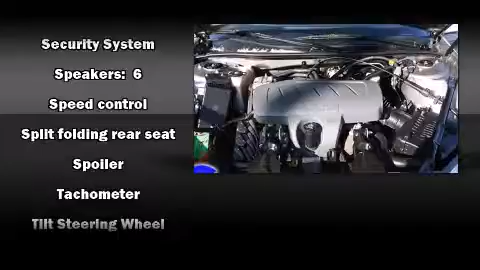 Security System
Speakers: 6
Speed control
Split folding rear seat
Spoiler
Tachometer
Tilt Steering Wheel